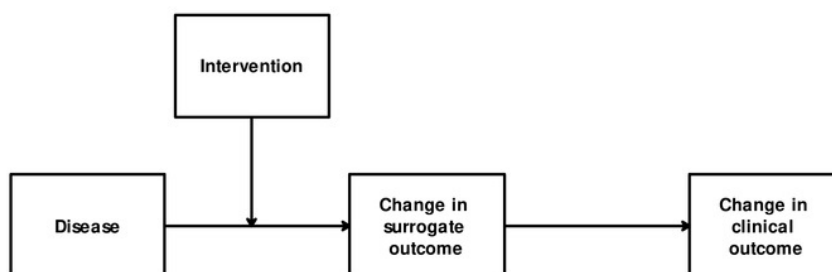 Intervention
Disease
Change in
surrogate
outcome
Change in
clinical
outcome